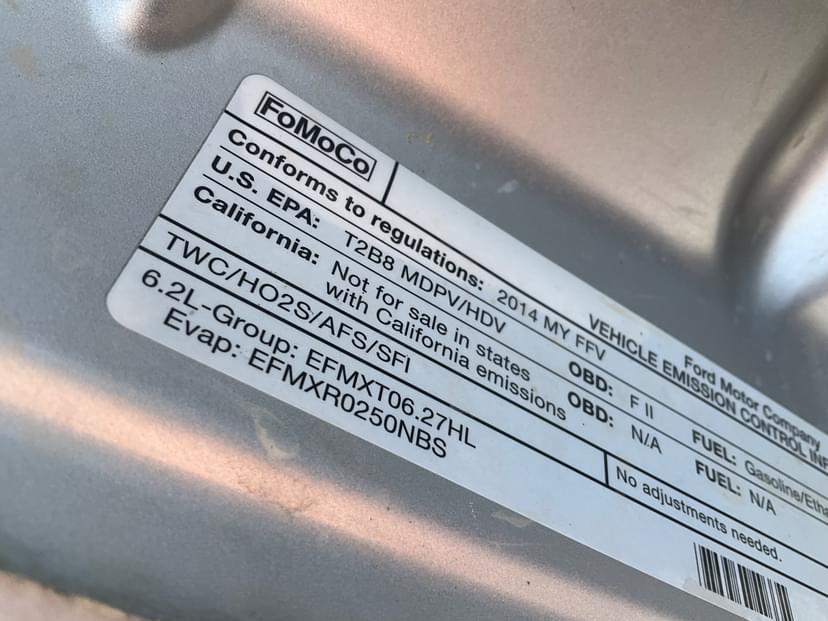 FoMoCo
Ford Motor Company
VEHICLE EMISSION CONTROL
Conforms to regulations: 2014 MY FFV
U.S. EPA: T2B8 MDPV/HDV OBD: F II FUEL: Gasoline/Etha
California: Not for sale in states OBD: N/A FUEL: N/A
with California emissions
TWC/HO2S/AFS/SFI
No adjustments needed.
6.2L-Group: EFMXT06.27HL
Evap: EFMXR0250NBS